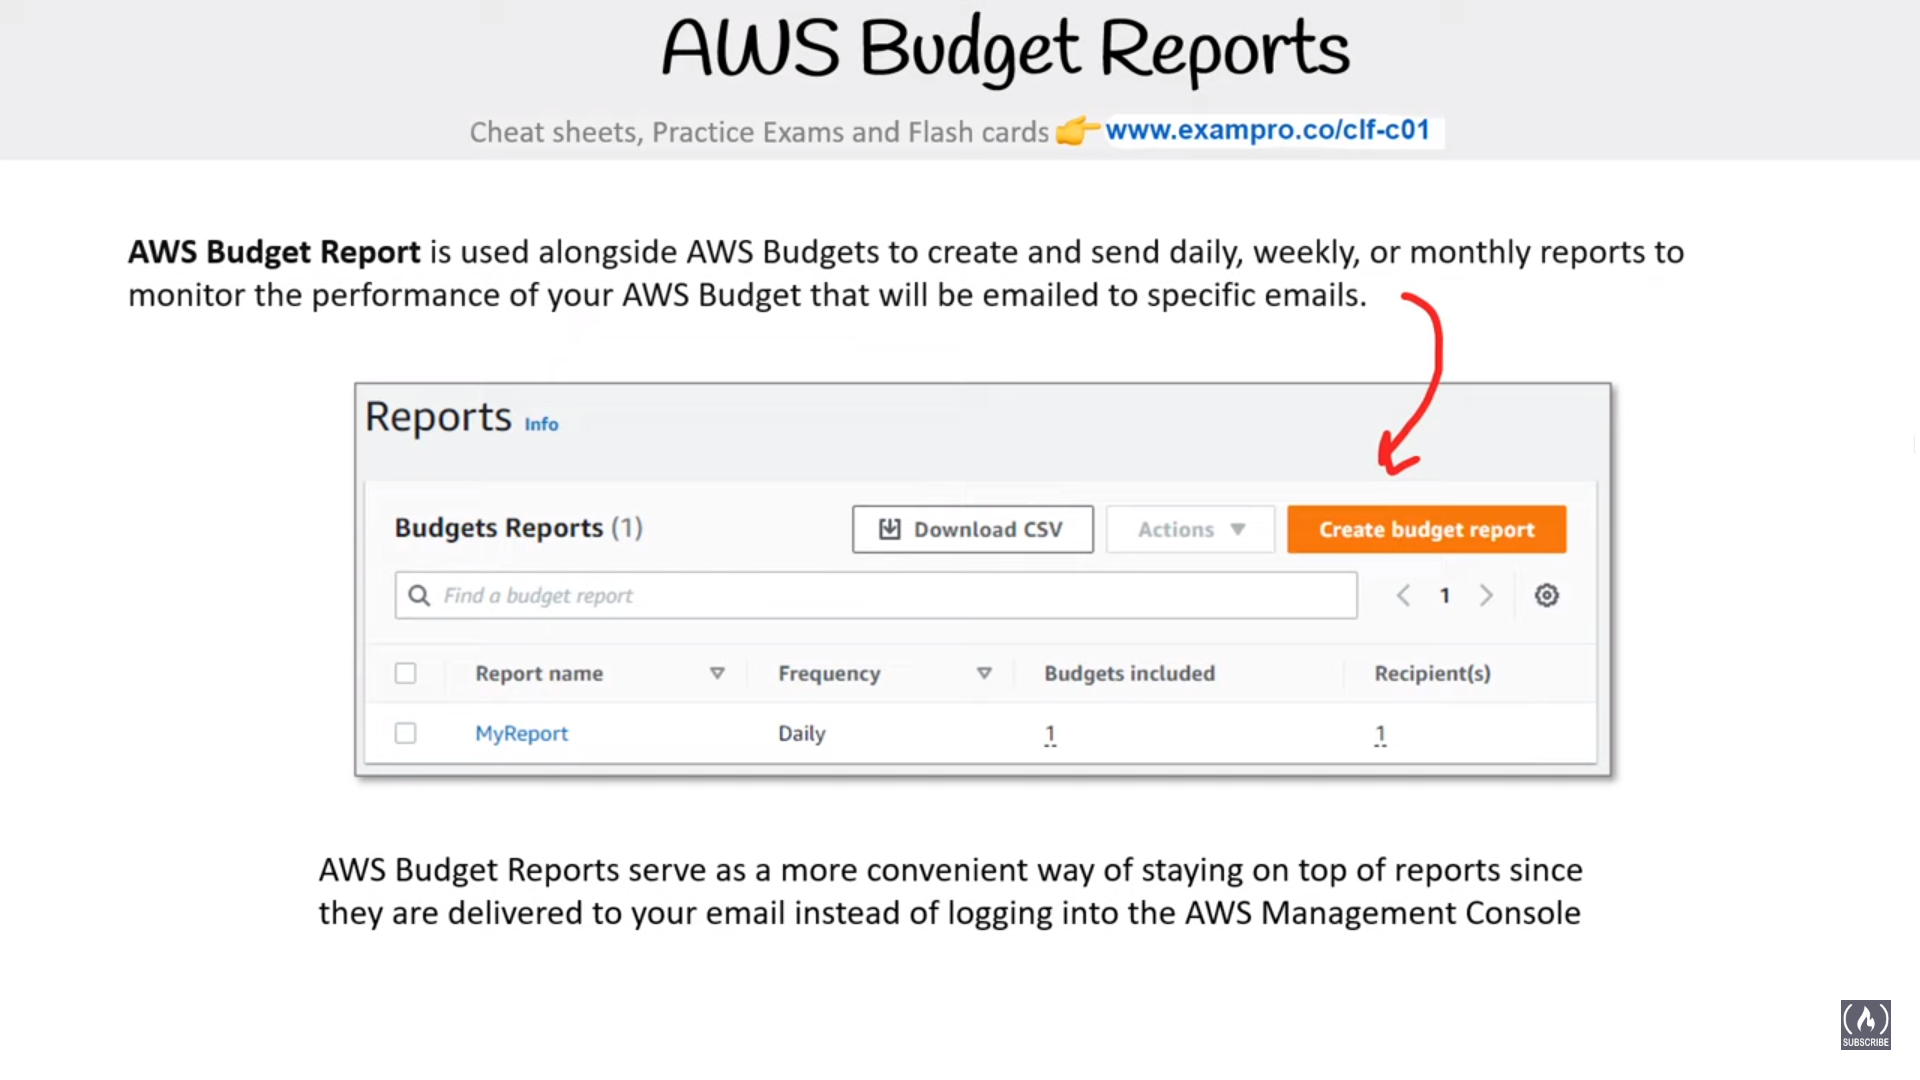 AWS Budget Reports
Cheat sheets, Practice Exams and Flash cards 👉 www.exampro.co/clf-c01
AWS Budget Report is used alongside AWS Budgets to create and send daily, weekly, or monthly reports to
monitor the performance of your AWS Budget that will be emailed to specific emails.
Reports Info
Budgets Reports (1) Download CSV Actions Create budget report
Find a budget report 1
Report name Frequency Budgets included Recipient(s)
MyReport Daily 1 1
AWS Budget Reports serve as a more convenient way of staying on top of reports since
they are delivered to your email instead of logging into the AWS Management Console
SUBSCRIBE